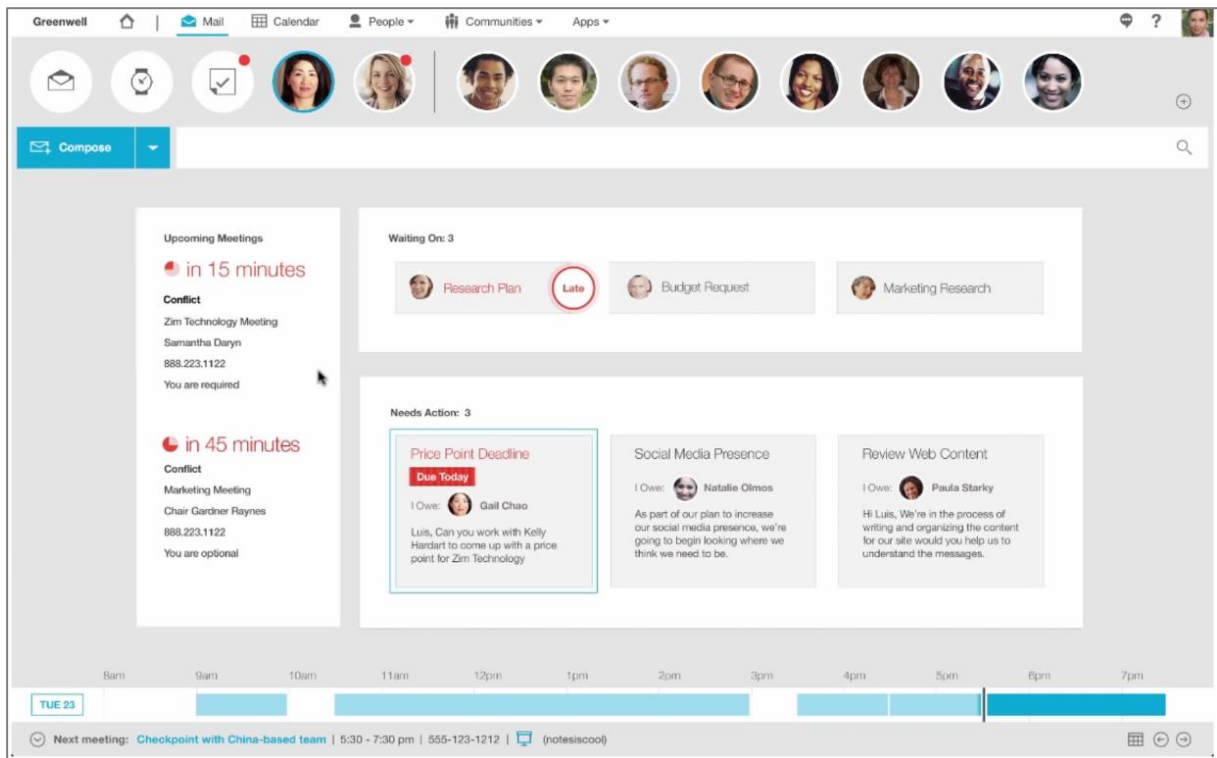 Greenwell | Mail Calendar People Communities Apps ?
Compose
Upcoming Meetings
in 15 minutes
Conflict
Zim Technology Meeting
Samantha Daryn
888.223.1122
You are required
in 45 minutes
Conflict
Marketing Meeting
Chair Gardner Raynes
888.223.1122
You are optional
Waiting On: 3
Research Plan
Late
Budget Request
Marketing Research
Needs Action: 3
Price Point Deadline
Due Today
I Owe: Gail Chao
Luis, Can you work with Kelly
Hardart to come up with a price
point for Zim Technology
Social Media Presence
I Owe: Natalie Olmos
As part of our plan to increase
our social media presence, we're
going to begin looking where we
think we need to be.
Review Web Content
I Owe: Paula Starky
Hi Luis, We're in the process of
writing and organizing the content
for our site would you help us to
understand the messages.
8am 9am 10am 11am 12pm 1pm 2pm 3pm 4pm 5pm 6pm 7pm
TUE 23
Next meeting: Checkpoint with China-based team | 5:30 - 7:30 pm | 555-123-1212 | (notesiscool)